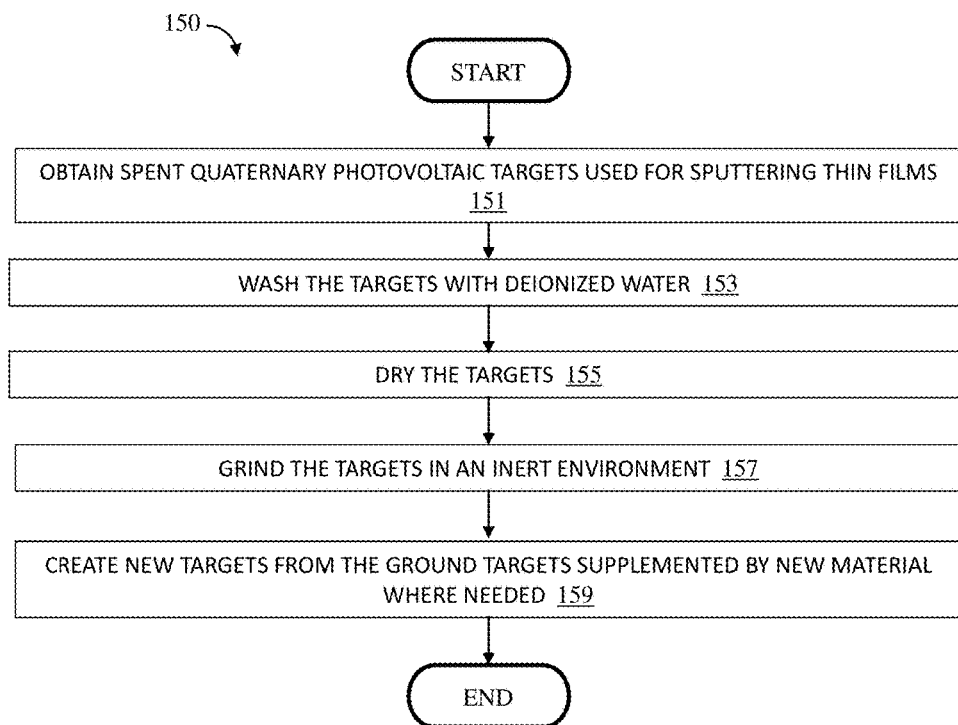 150
START
OBTAIN SPENT QUATERNARY PHOTOVOLTAIC TARGETS USED FOR SPUTTERING THIN FILMS
151
WASH THE TARGETS WITH DEIONIZED WATER 153
DRY THE TARGETS 155
GRIND THE TARGETS IN AN INERT ENVIRONMENT 157
CREATE NEW TARGETS FROM THE GROUND TARGETS SUPPLEMENTED BY NEW MATERIAL
WHERE NEEDED 159
END